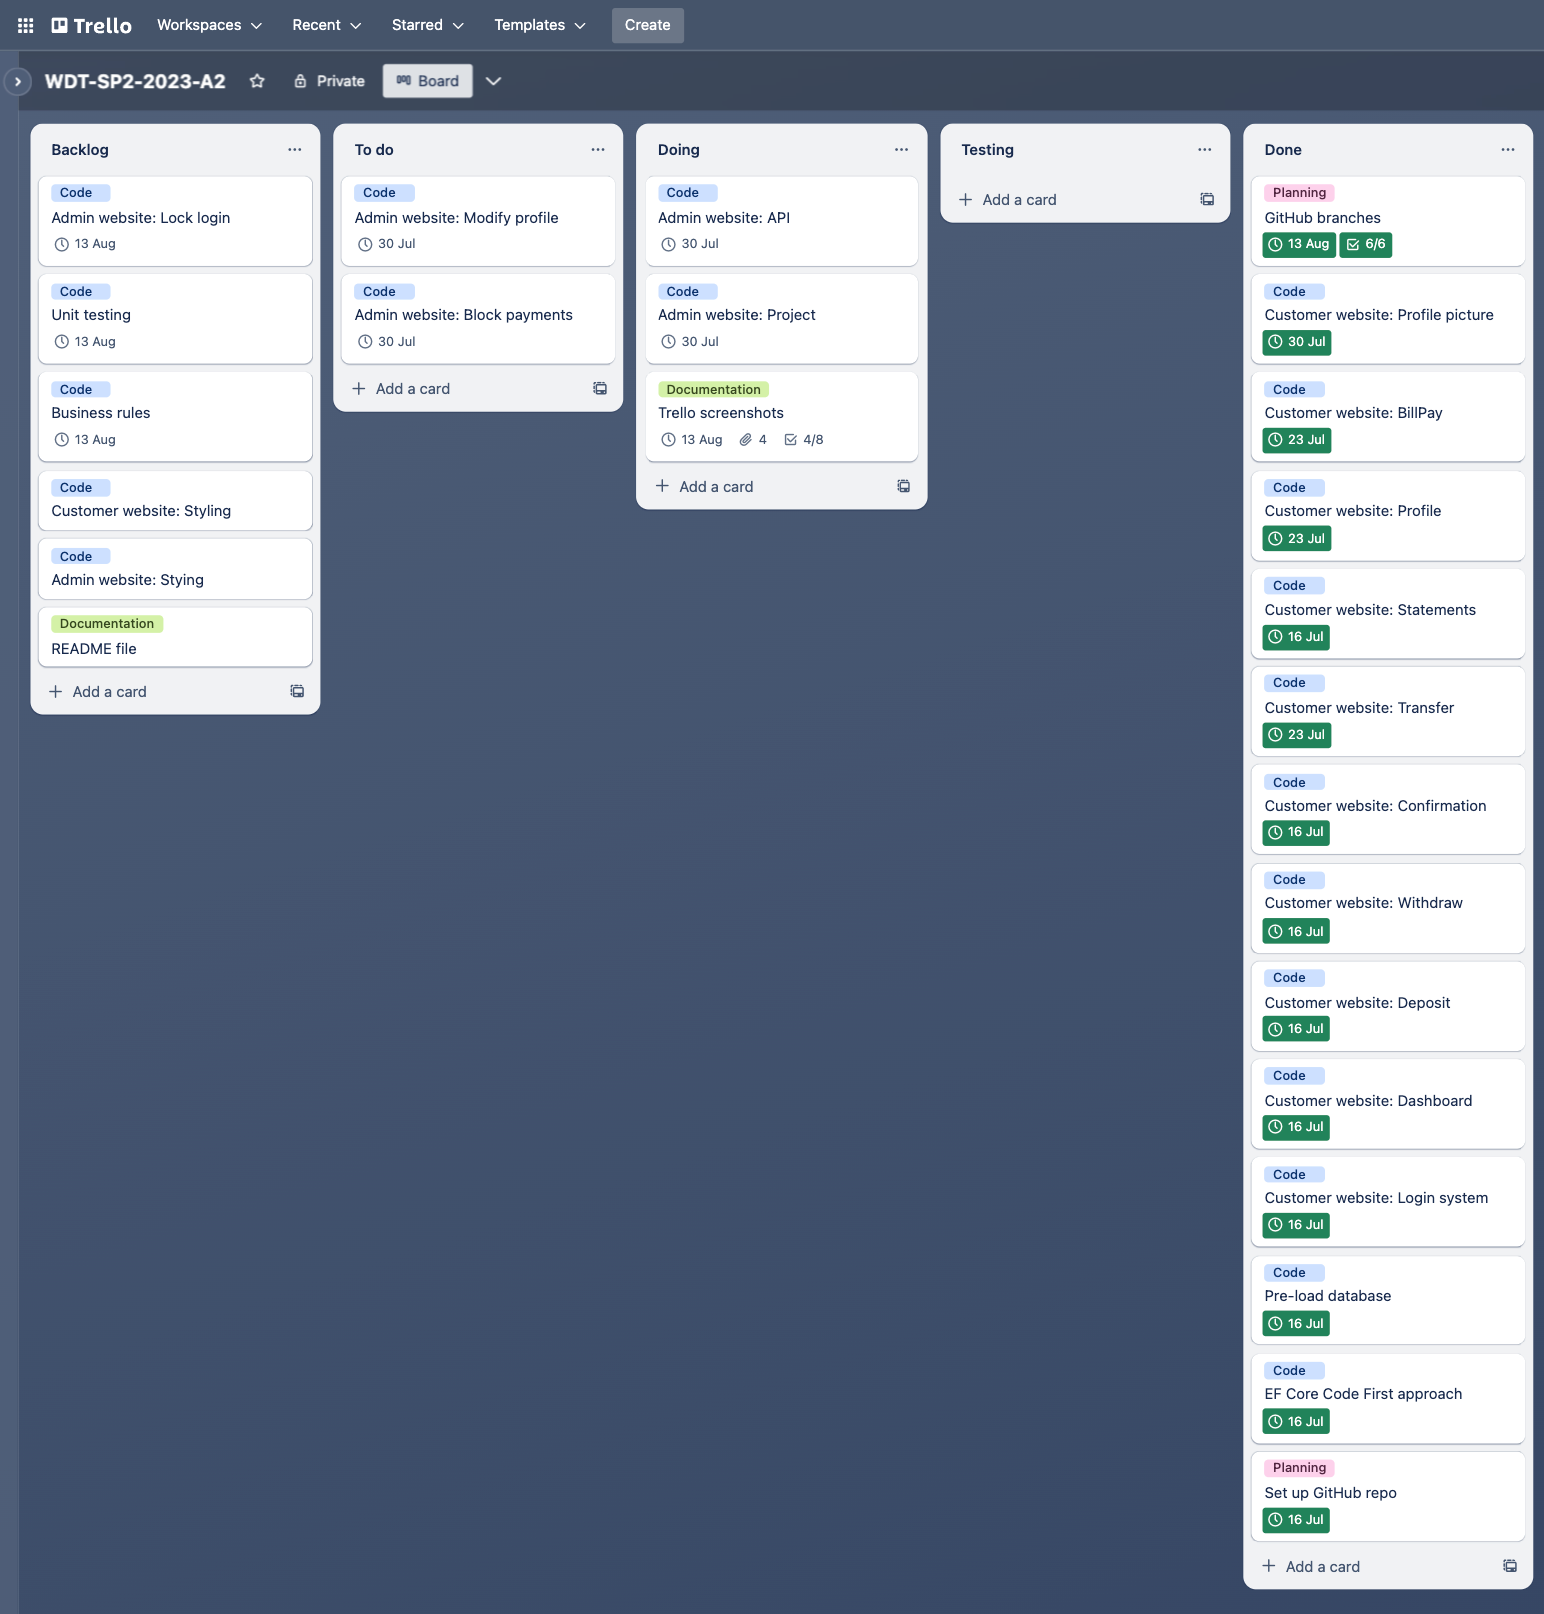 Trello Workspaces Recent Starred Templates Create
WDT-SP2-2023-A2 Private Board
Backlog
Code
Admin website: Lock login
13 Aug
Code
Unit testing
13 Aug
Code
Business rules
13 Aug
Code
Customer website: Styling
Code
Admin website: Stying
Documentation
README file
Add a card
To do
Code
Admin website: Modify profile
30 Jul
Code
Admin website: Block payments
30 Jul
Add a card
Doing
Code
Admin website: API
30 Jul
Code
Admin website: Project
30 Jul
Documentation
Trello screenshots
13 Aug 4 4/8
Add a card
Testing
Add a card
Done
Planning
GitHub branches
13 Aug 6/6
Code
Customer website: Profile picture
30 Jul
Code
Customer website: BillPay
23 Jul
Code
Customer website: Profile
23 Jul
Code
Customer website: Statements
16 Jul
Code
Customer website: Transfer
23 Jul
Code
Customer website: Confirmation
16 Jul
Code
Customer website: Withdraw
16 Jul
Code
Customer website: Deposit
16 Jul
Code
Customer website: Dashboard
16 Jul
Code
Customer website: Login system
16 Jul
Code
Pre-load database
16 Jul
Code
EF Core Code First approach
16 Jul
Planning
Set up GitHub repo
16 Jul
Add a card